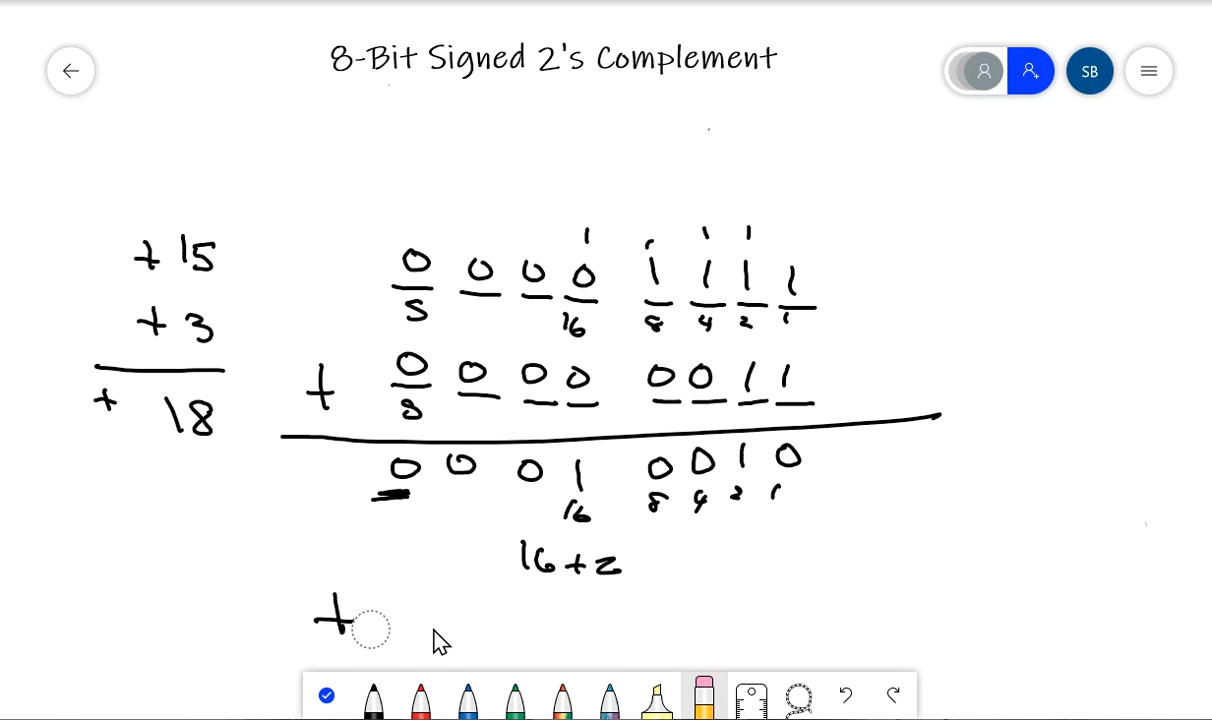 8-Bit Signed 2's Complement
SB
1 1 1 1
+ 15 0 0 0 0 1 1 1 1
S 16 8 4 2 1
+ 3 + 0 0 0 0 0 0 1 1
S
+ 18 0 0 0 1 0 0 1 0
16 8 4 2 1
16 + 2
+